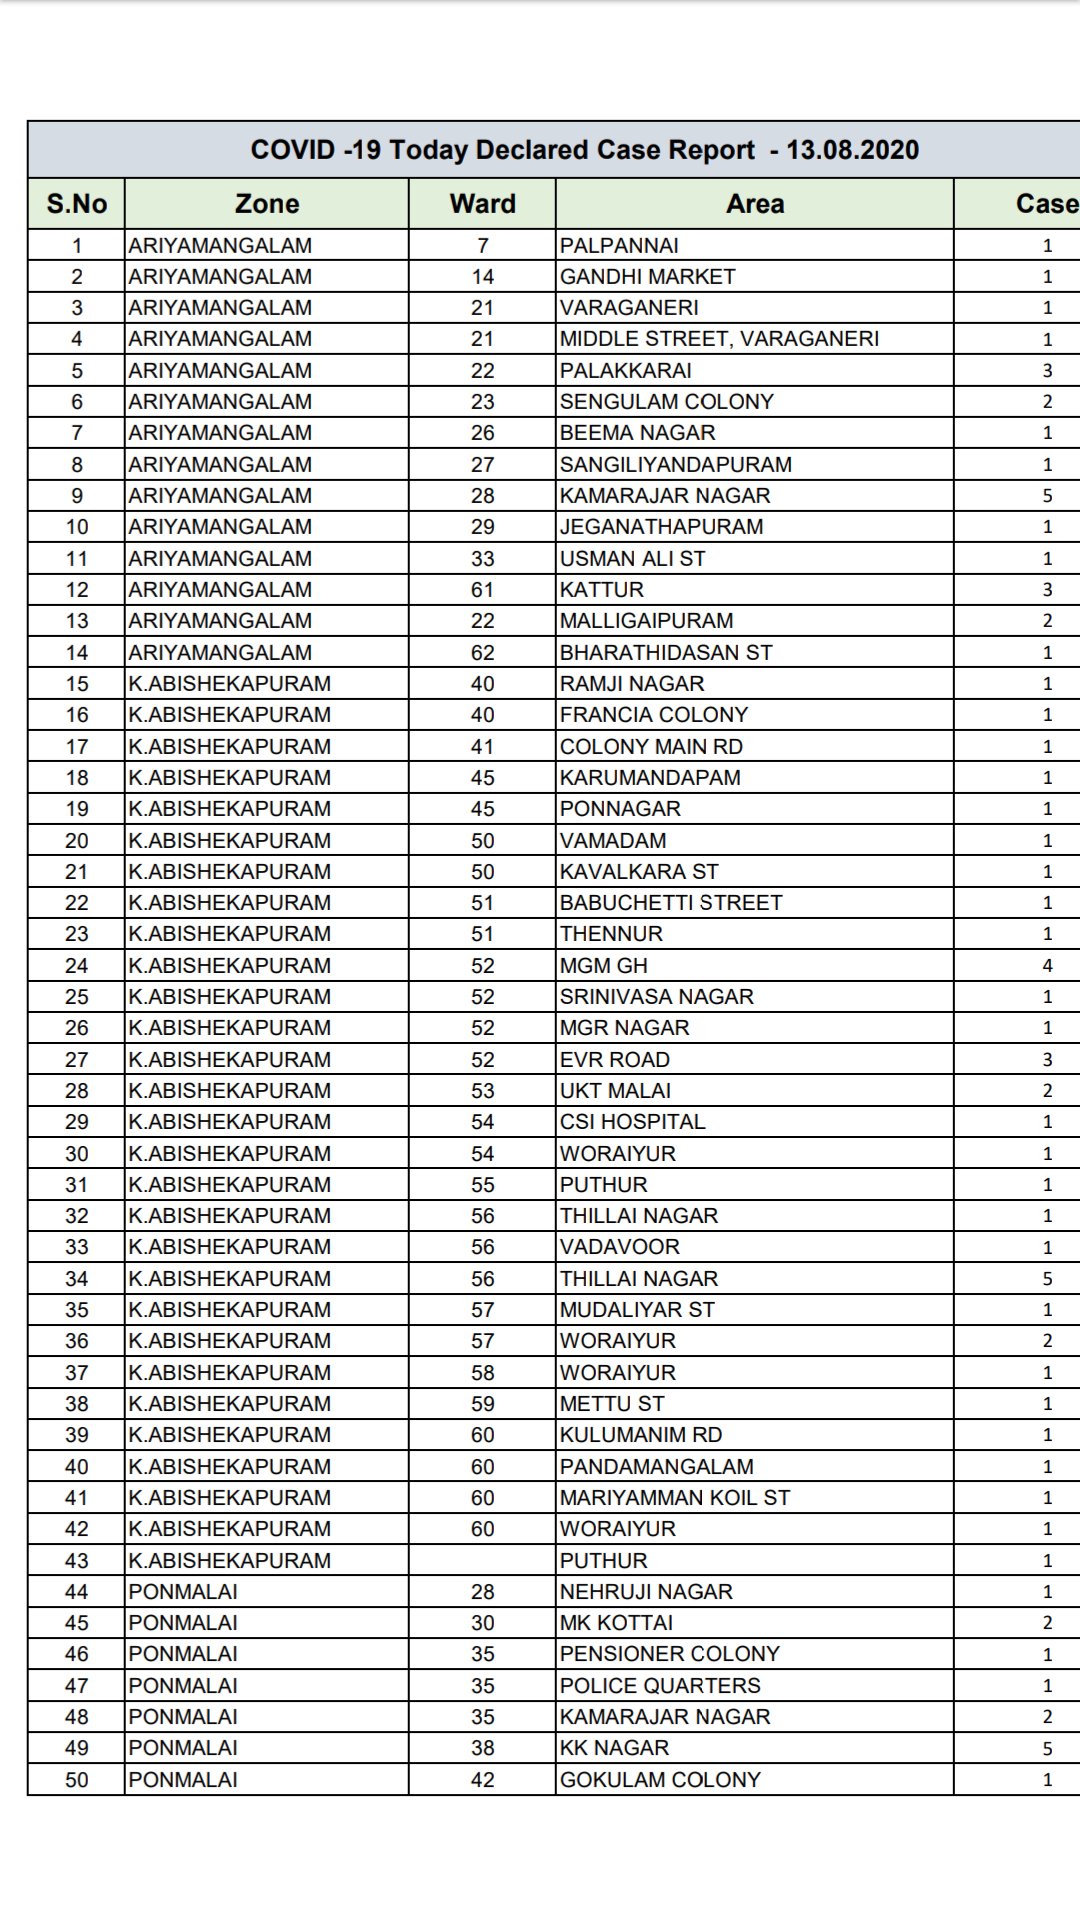 COVID -19 Today Declared Case Report - 13.08.2020
S.No Zone Ward Area Case
1 ARIYAMANGALAM 7 PALPANNAI 1
2 ARIYAMANGALAM 14 GANDHI MARKET 1
3 ARIYAMANGALAM 21 VARAGANERI 1
4 ARIYAMANGALAM 21 MIDDLE STREET, VARAGANERI 1
5 ARIYAMANGALAM 22 PALAKKARAI 3
6 ARIYAMANGALAM 23 SENGULAM COLONY 2
7 ARIYAMANGALAM 26 BEEMA NAGAR 1
8 ARIYAMANGALAM 27 SANGILIYANDAPURAM 1
9 ARIYAMANGALAM 28 KAMARAJAR NAGAR 5
10 ARIYAMANGALAM 29 JEGANATHAPURAM 1
11 ARIYAMANGALAM 33 USMAN ALI ST 1
12 ARIYAMANGALAM 61 KATTUR 3
13 ARIYAMANGALAM 22 MALLIGAIPURAM 2
14 ARIYAMANGALAM 62 BHARATHIDASAN ST 1
15 K.ABISHEKAPURAM 40 RAMJI NAGAR 1
16 K.ABISHEKAPURAM 40 FRANCIA COLONY 1
17 K.ABISHEKAPURAM 41 COLONY MAIN RD 1
18 K.ABISHEKAPURAM 45 KARUMANDAPAM 1
19 K.ABISHEKAPURAM 45 PONNAGAR 1
20 K.ABISHEKAPURAM 50 VAMADAM 1
21 K.ABISHEKAPURAM 50 KAVALKARA ST 1
22 K.ABISHEKAPURAM 51 BABUCHETTI STREET 1
23 K.ABISHEKAPURAM 51 THENNUR 1
24 K.ABISHEKAPURAM 52 MGM GH 4
25 K.ABISHEKAPURAM 52 SRINIVASA NAGAR 1
26 K.ABISHEKAPURAM 52 MGR NAGAR 1
27 K.ABISHEKAPURAM 52 EVR ROAD 3
28 K.ABISHEKAPURAM 53 UKT MALAI 2
29 K.ABISHEKAPURAM 54 CSI HOSPITAL 1
30 K.ABISHEKAPURAM 54 WORAIYUR 1
31 K.ABISHEKAPURAM 55 PUTHUR 1
32 K.ABISHEKAPURAM 56 THILLAI NAGAR 1
33 K.ABISHEKAPURAM 56 VADAVOOR 1
34 K.ABISHEKAPURAM 56 THILLAI NAGAR 5
35 K.ABISHEKAPURAM 57 MUDALIYAR ST 1
36 K.ABISHEKAPURAM 57 WORAIYUR 2
37 K.ABISHEKAPURAM 58 WORAIYUR 1
38 K.ABISHEKAPURAM 59 METTU ST 1
39 K.ABISHEKAPURAM 60 KULUMANIM RD 1
40 K.ABISHEKAPURAM 60 PANDAMANGALAM 1
41 K.ABISHEKAPURAM 60 MARIYAMMAN KOIL ST 1
42 K.ABISHEKAPURAM 60 WORAIYUR 1
43 K.ABISHEKAPURAM PUTHUR 1
44 PONMALAI 28 NEHRUJI NAGAR 1
45 PONMALAI 30 MK KOTTAI 2
46 PONMALAI 35 PENSIONER COLONY 1
47 PONMALAI 35 POLICE QUARTERS 1
48 PONMALAI 35 KAMARAJAR NAGAR 2
49 PONMALAI 38 KK NAGAR 5
50 PONMALAI 42 GOKULAM COLONY 1